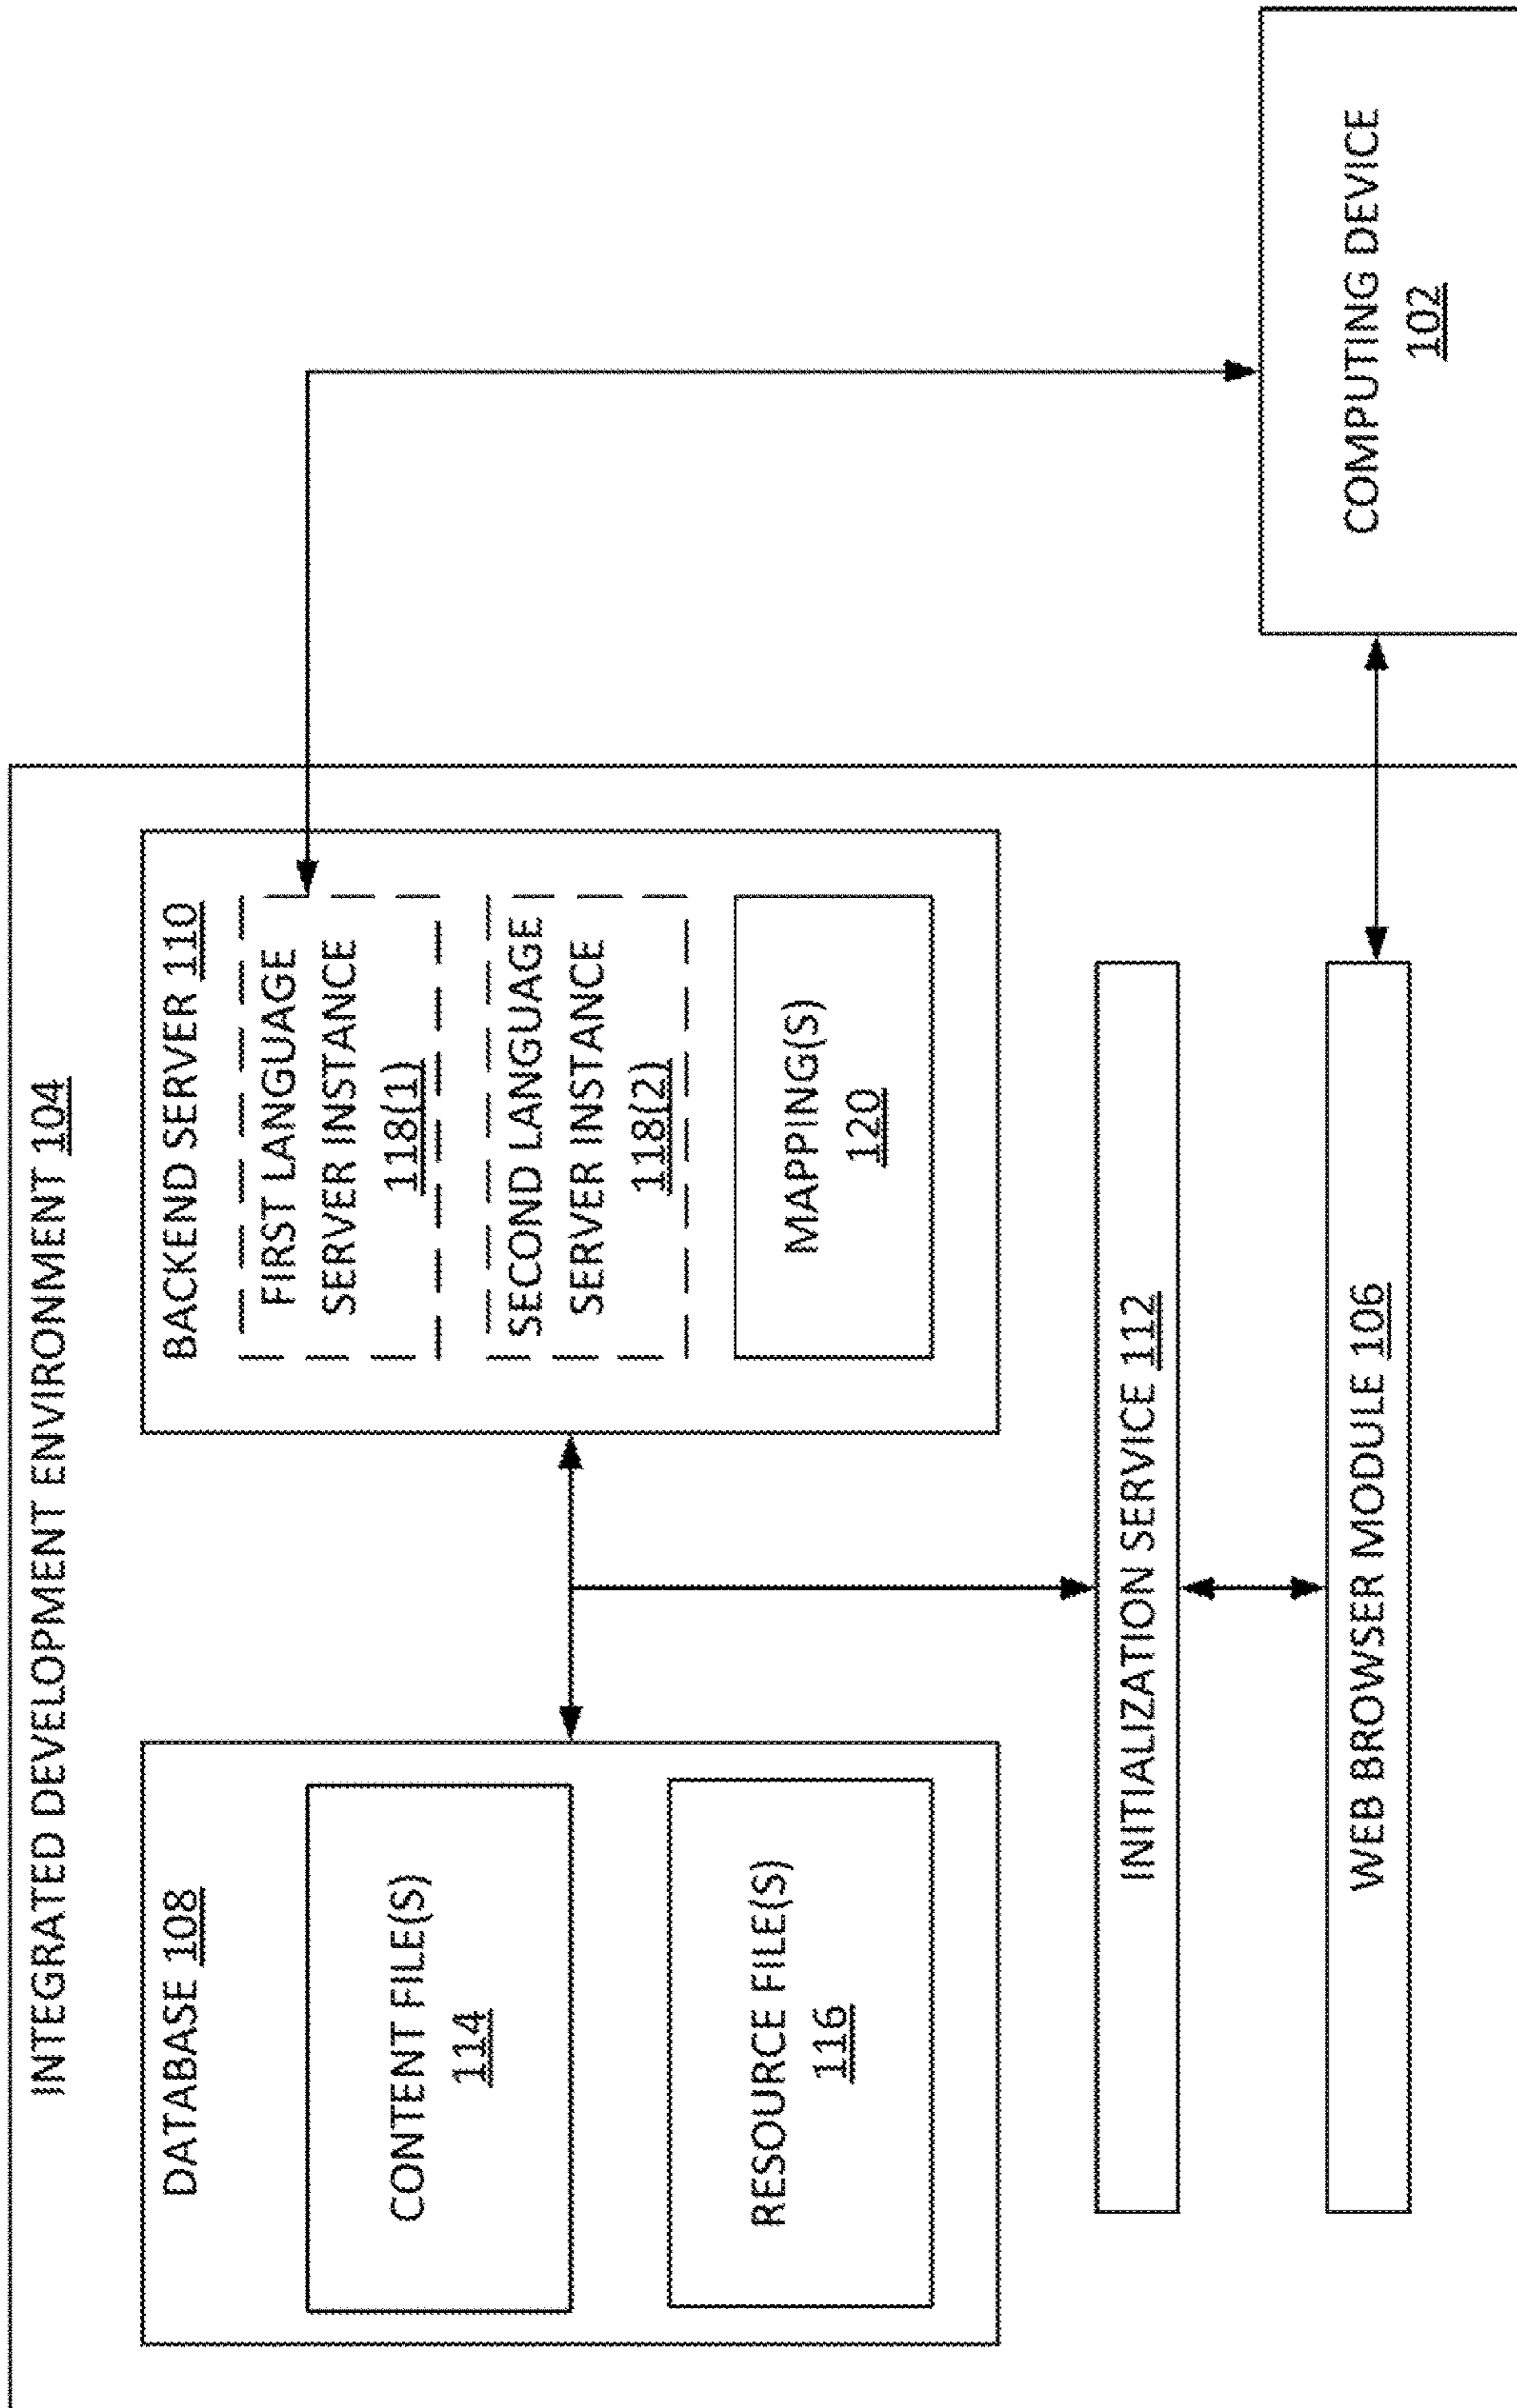 INTEGRATED DEVELOPMENT ENVIRONMENT 104
DATABASE 108
CONTENT FILE(S)
114
RESOURCE FILE(S)
116
BACKEND SERVER 110
FIRST LANGUAGE
SERVER INSTANCE
118(1)
SECOND LANGUAGE
SERVER INSTANCE
118(2)
MAPPING(S)
120
INITIALIZATION SERVICE 112
WEB BROWSER MODULE 106
COMPUTING DEVICE
102